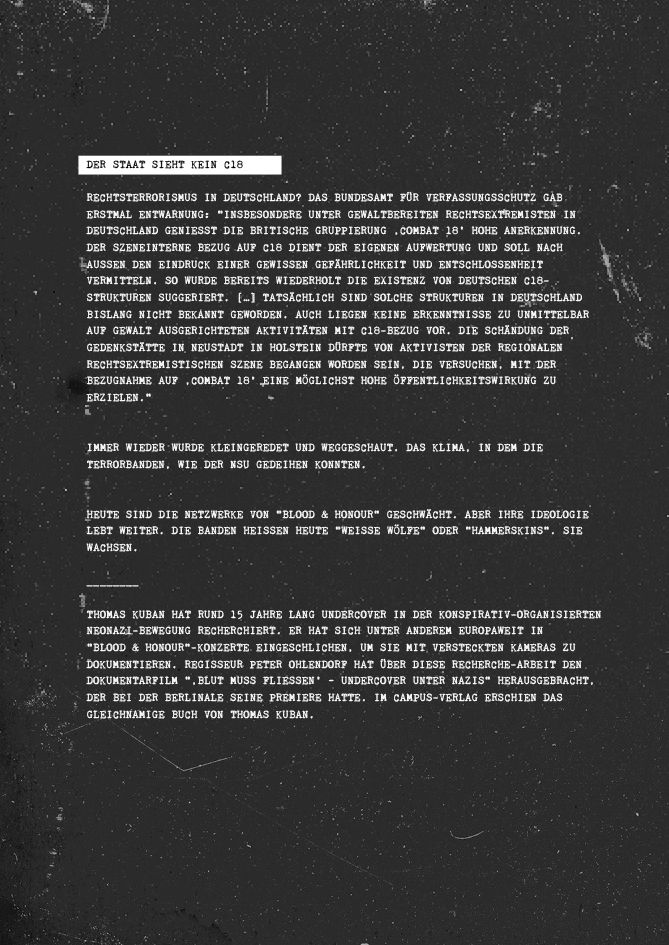 DER STAAT SIEHT KEIN C18
RECHTSTERRORISMUS IN DEUTSCHLAND? DAS BUNDESAMT FÜR VERFASSUNGSSCHUTZ GAB
ERSTMAL ENTWARNUNG: "INSBESONDERE UNTER GEWALTBEREITEN RECHTSEXTREMISTEN IN
DEUTSCHLAND GENIESST DIE BRITISCHE GRUPPIERUNG ‚COMBAT 18' HOHE ANERKENNUNG.
DER SZENEINTERNE BEZUG AUF C18 DIENT DER EIGENEN AUFWERTUNG UND SOLL NACH
AUSSEN DEN EINDRUCK EINER GEWISSEN GEFÄHRLICHKEIT UND ENTSCHLOSSENHEIT
VERMITTELN. SO WURDE BEREITS WIEDERHOLT DIE EXISTENZ VON DEUTSCHEN C18-
STRUKTUREN SUGGERIERT. […] TATSÄCHLICH SIND SOLCHE STRUKTUREN IN DEUTSCHLAND
BISLANG NICHT BEKANNT GEWORDEN. AUCH LIEGEN KEINE ERKENNTNISSE ZU UNMITTELBAR
AUF GEWALT AUSGERICHTETEN AKTIVITÄTEN MIT C18-BEZUG VOR. DIE SCHÄNDUNG DER
GEDENKSTÄTTE IN NEUSTADT IN HOLSTEIN DÜRFTE VON AKTIVISTEN DER REGIONALEN
RECHTSEXTREMISTISCHEN SZENE BEGANGEN WORDEN SEIN, DIE VERSUCHEN, MIT DER
BEZUGNAHME AUF ‚COMBAT 18' EINE MÖGLICHST HOHE ÖFFENTLICHKEITSWIRKUNG ZU
ERZIELEN."
IMMER WIEDER WURDE KLEINGEREDET UND WEGGESCHAUT. DAS KLIMA, IN DEM DIE
TERRORBANDEN, WIE DER NSU GEDEIHEN KONNTEN.
HEUTE SIND DIE NETZWERKE VON "BLOOD & HONOUR" GESCHWÄCHT. ABER IHRE IDEOLOGIE
LEBT WEITER. DIE BANDEN HEISSEN HEUTE "WEISSE WÖLFE" ODER "HAMMERSKINS". SIE
WACHSEN.
________
THOMAS KUBAN HAT RUND 15 JAHRE LANG UNDERCOVER IN DER KONSPIRATIV-ORGANISIERTEN
NEONAZI-BEWEGUNG RECHERCHIERT. ER HAT SICH UNTER ANDEREM EUROPAWEIT IN
"BLOOD & HONOUR"-KONZERTE EINGESCHLICHEN, UM SIE MIT VERSTECKTEN KAMERAS ZU
DOKUMENTIEREN. REGISSEUR PETER OHLENDORF HAT ÜBER DIESE RECHERCHE-ARBEIT DEN
DOKUMENTARFILM "‚BLUT MUSS FLIESSEN' - UNDERCOVER UNTER NAZIS" HERAUSGEBRACHT,
DER BEI DER BERLINALE SEINE PREMIERE HATTE. IM CAMPUS-VERLAG ERSCHIEN DAS
GLEICHNAMIGE BUCH VON THOMAS KUBAN.